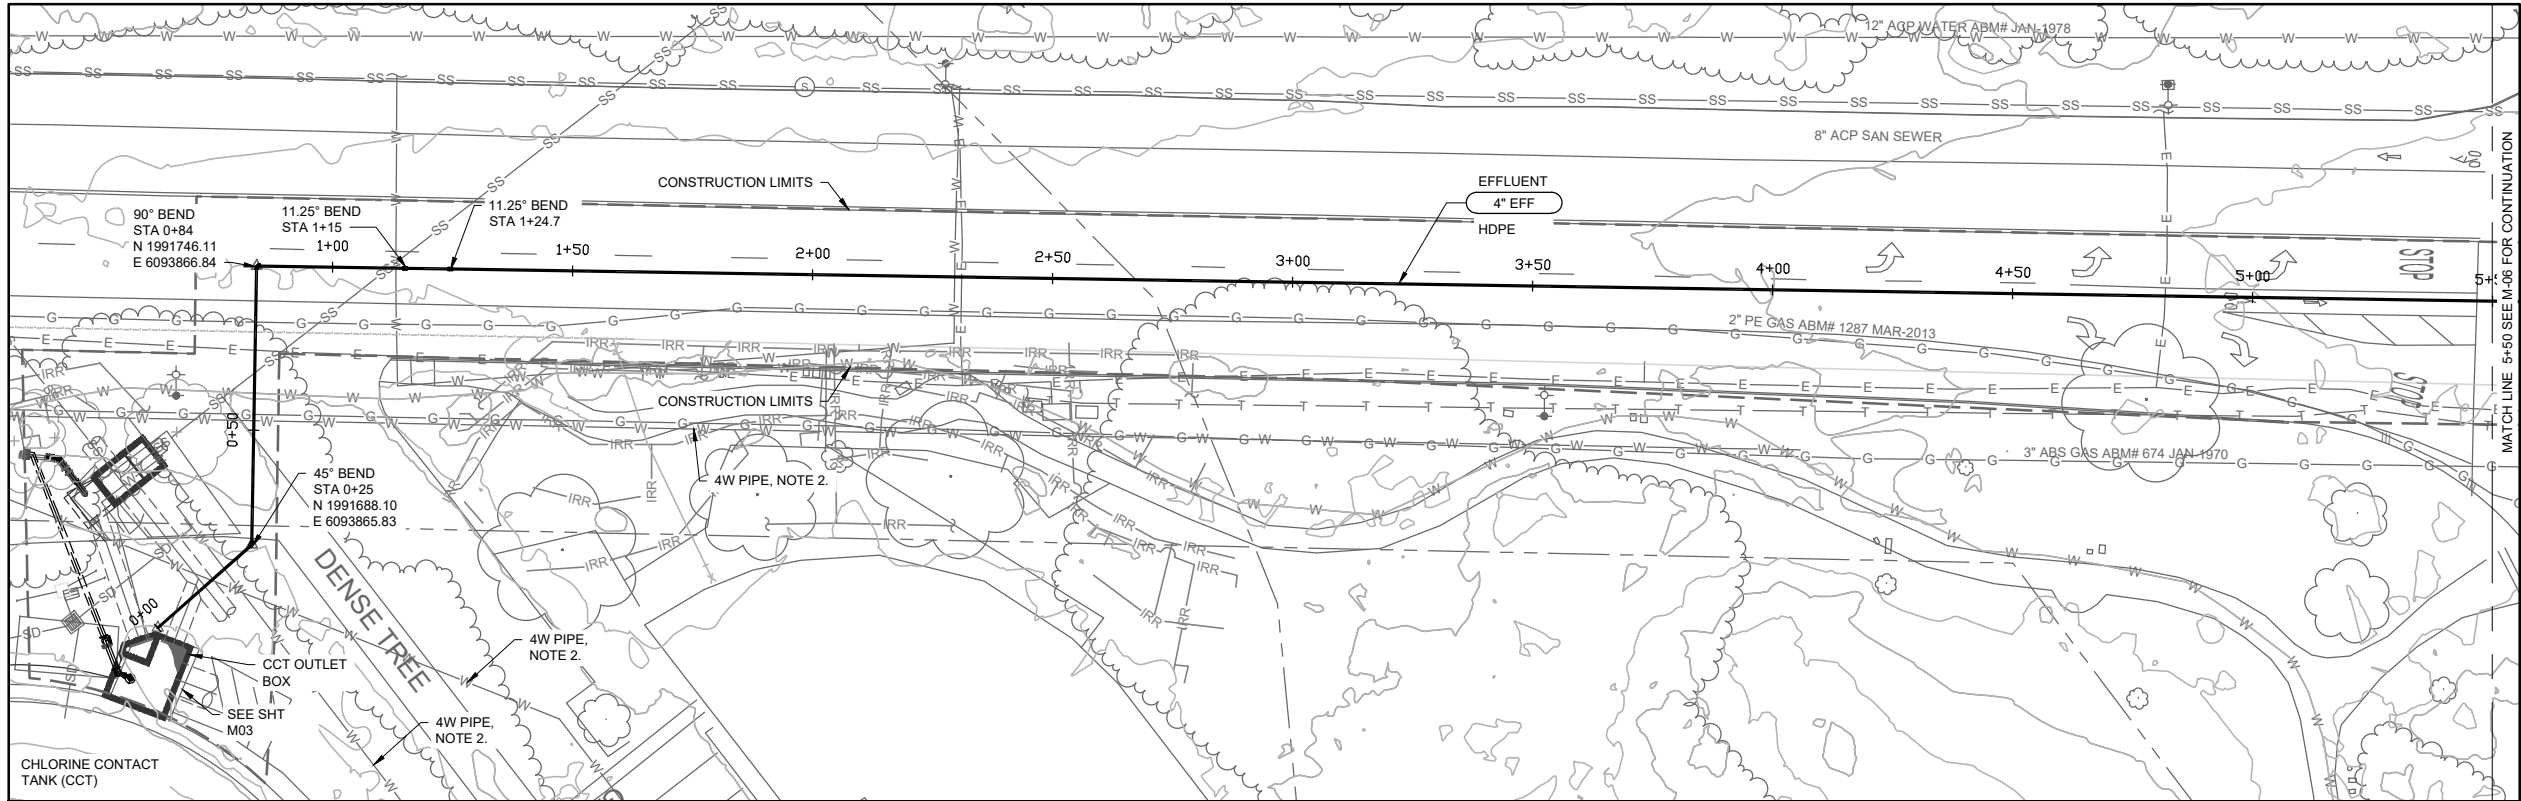 12" ACP WATER ABM# JAN-1978
8" ACP SAN SEWER
CONSTRUCTION LIMITS
EFFLUENT
4" EFF
HDPE
90° BEND
STA 0+84
N 1991746.11
E 6093866.84
11.25° BEND
STA 1+15
11.25° BEND
STA 1+24.7
1+00
1+50
2+00
2+50
3+00
3+50
4+00
4+50
5+00
STOP
MATCH LINE 5+50 SEE M-06 FOR CONTINUATION
2" PE GAS ABM# 1287 MAR-2013
CONSTRUCTION LIMITS
STOP
0+50
3" ABS GAS ABM# 674 JAN-1970
45° BEND
STA 0+25
N 1991688.10
E 6093865.83
4W PIPE, NOTE 2.
DENSE TREE
0+00
4W PIPE,
NOTE 2.
CCT OUTLET
BOX
SEE SHT
M03
4W PIPE,
NOTE 2.
CHLORINE CONTACT
TANK (CCT)